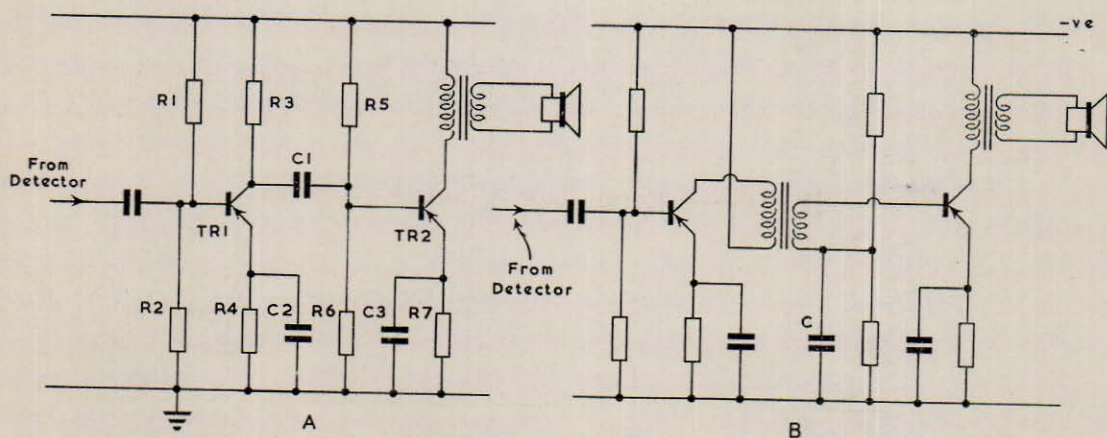 -ve
R1
R3
R5
From
Detector
C1
TR1
TR2
From
Detector
R2
R4
C2
R6
C3
R7
C
A
B